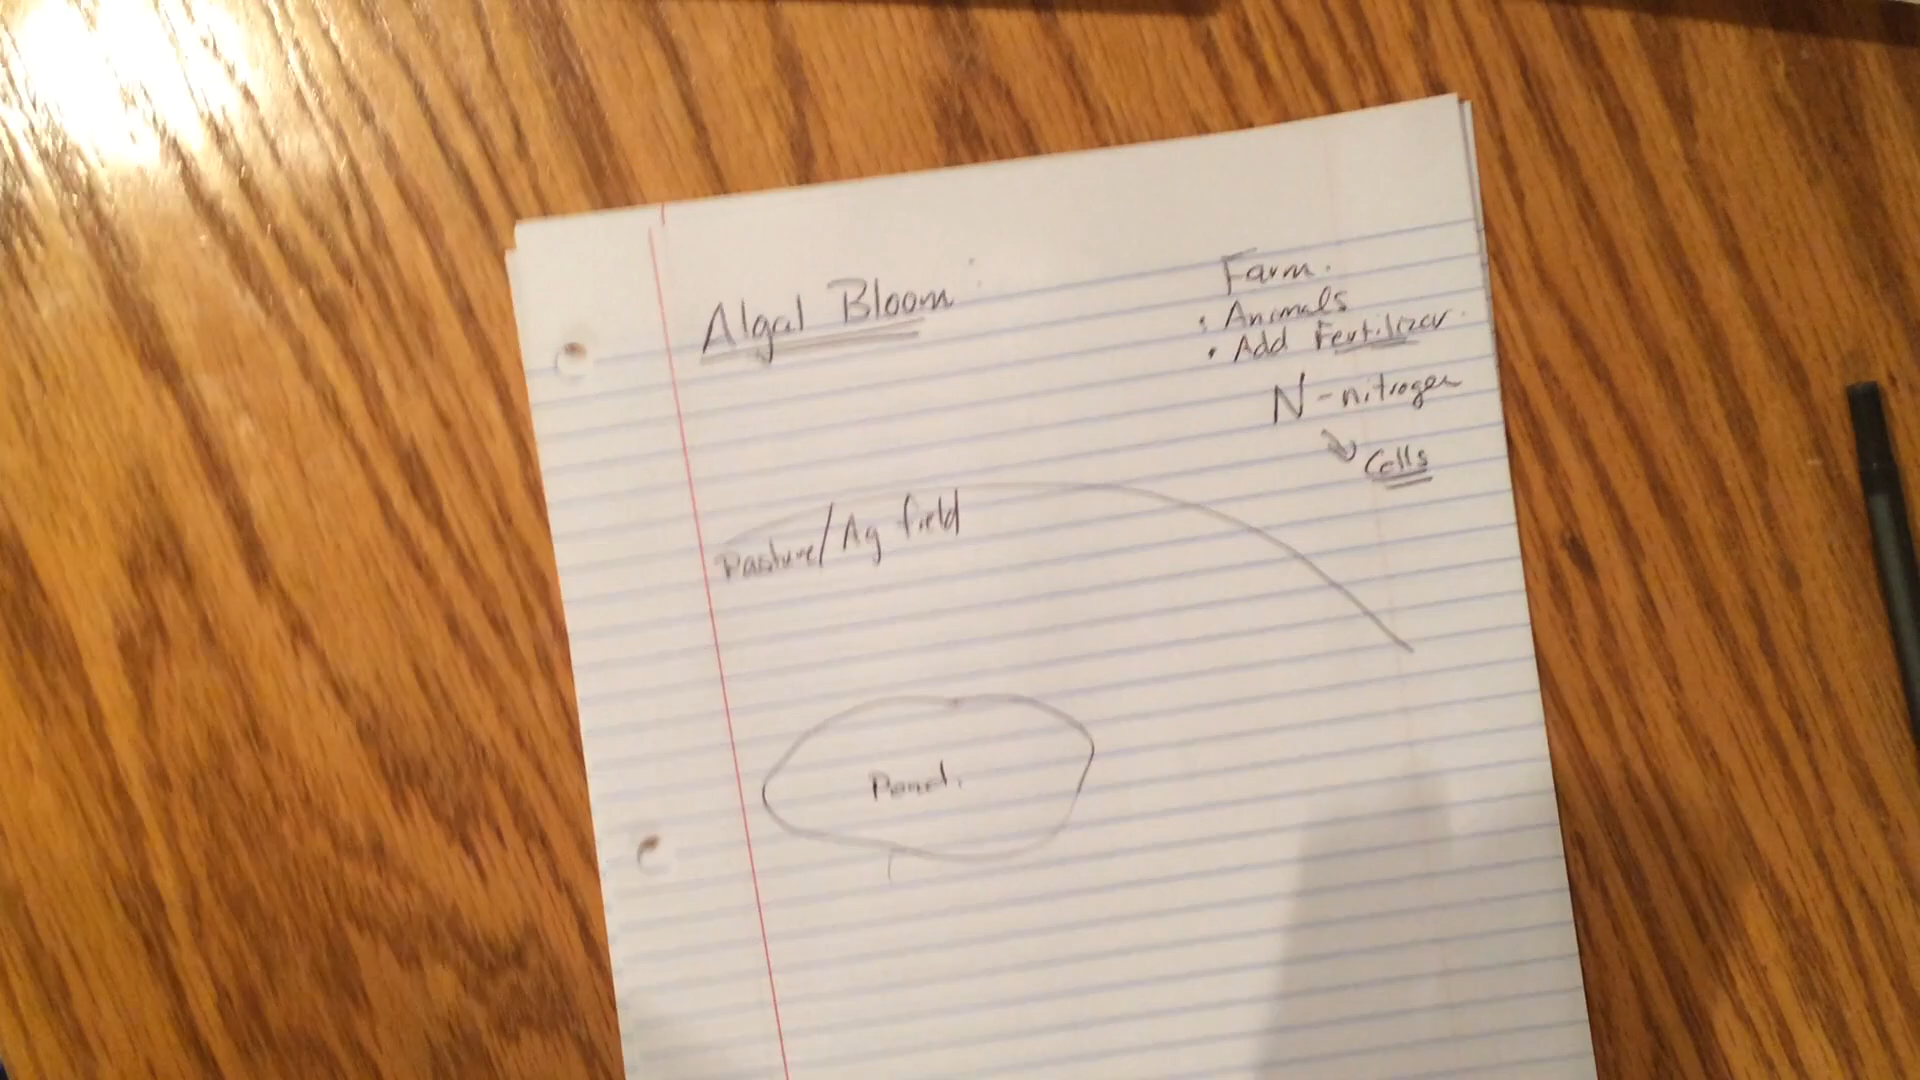 Algal Bloom
Farm.
• Animals
• Add Fertilizer.
N - nitrogen
Cells
Pasture/Ag field
Pond.